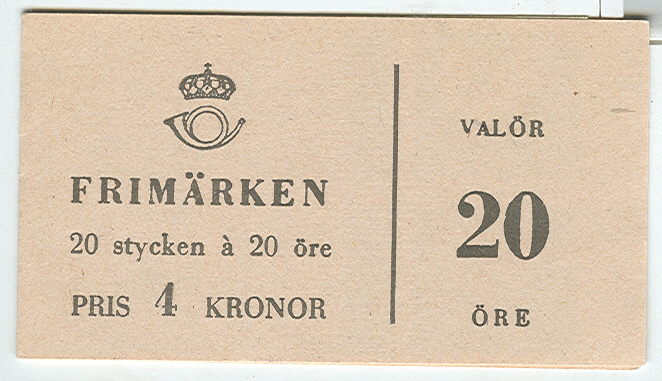 FRIMÄRKEN
20 stycken à 20 öre
PRIS 4 KRONOR
VALÖR
20
ÖRE